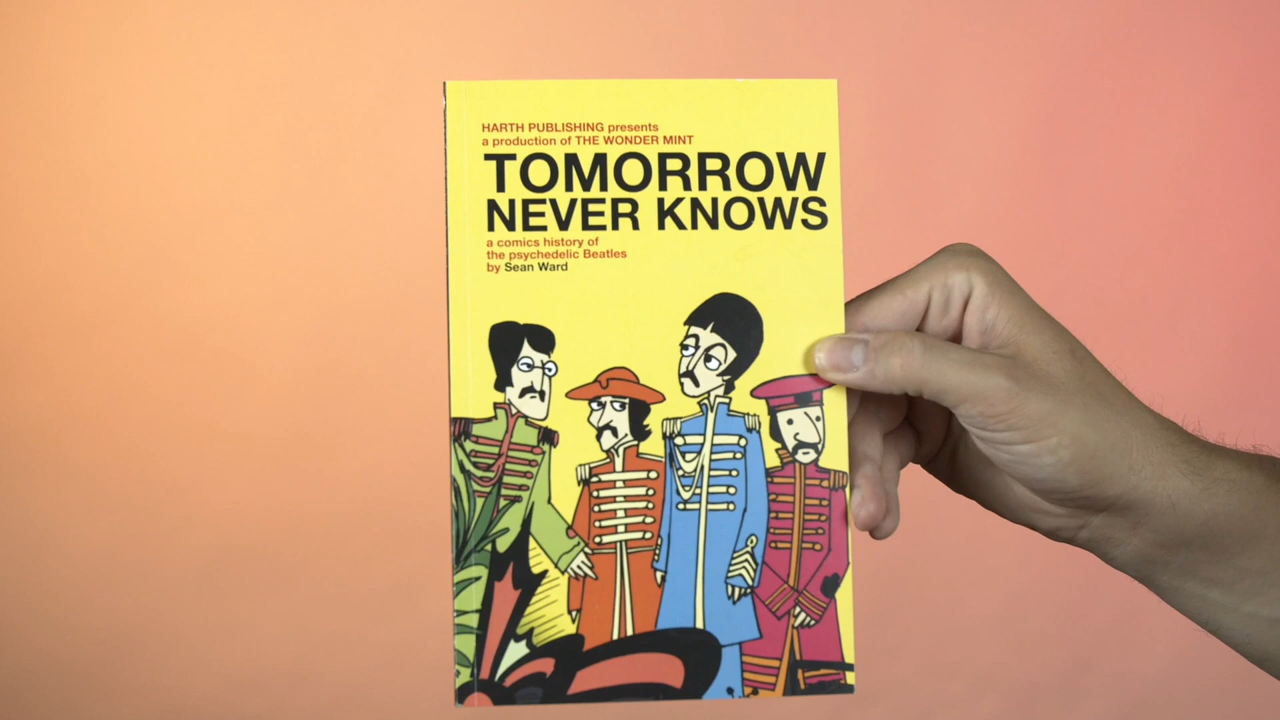 HARTH PUBLISHING presents
a production of THE WONDER MINT
TOMORROW
NEVER KNOWS
a comics history of
the psychedelic Beatles
by Sean Ward